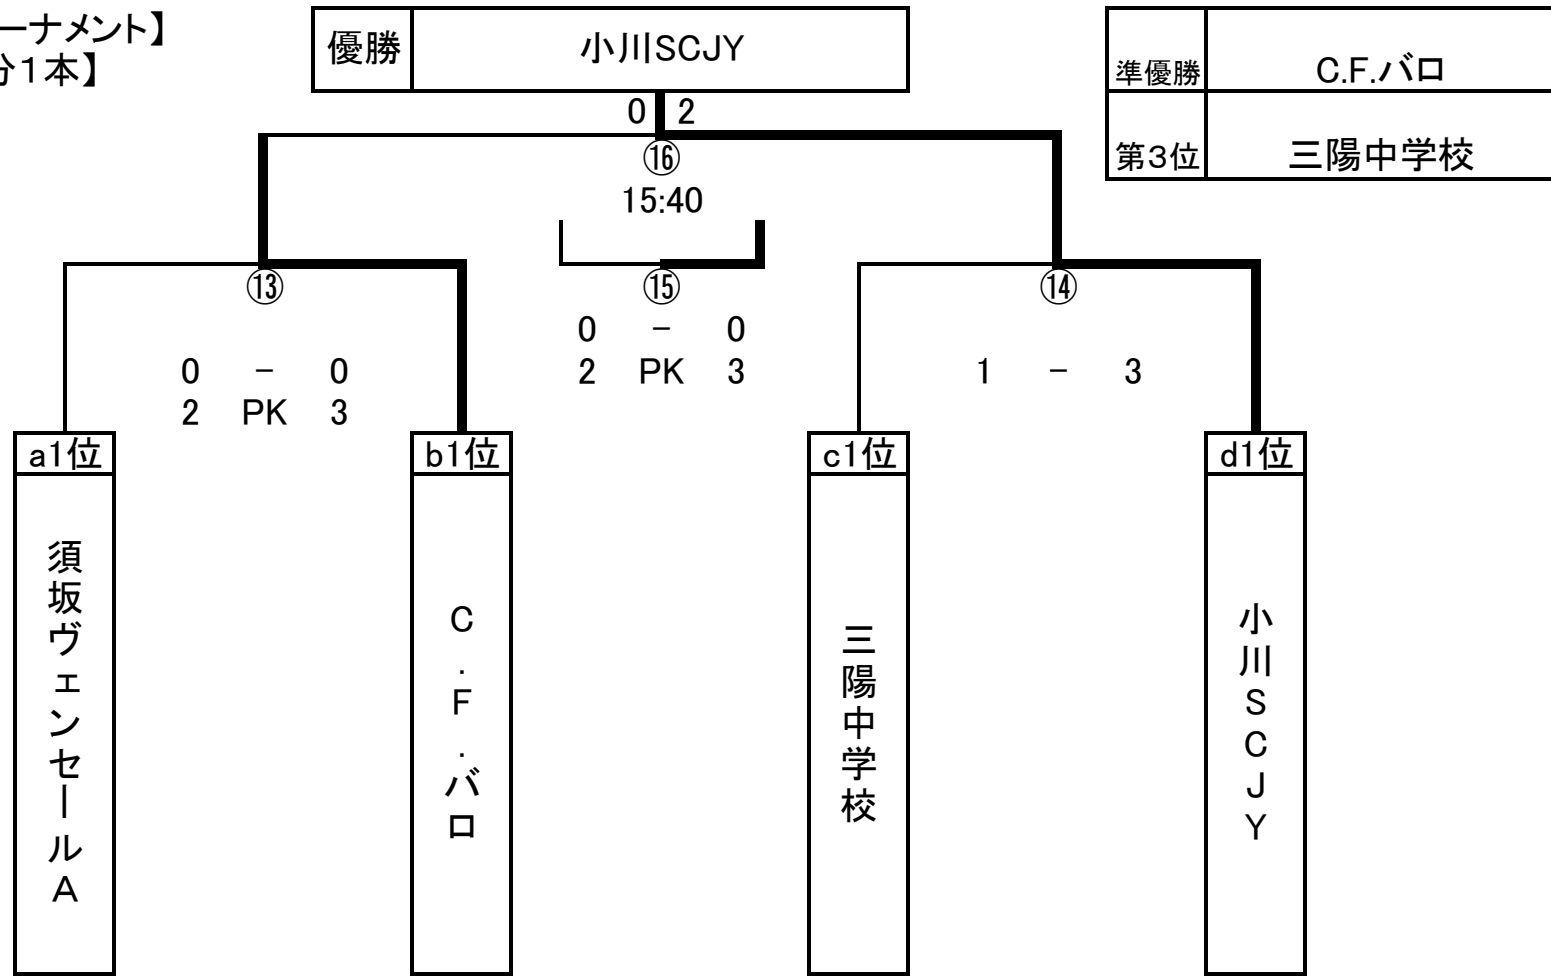 ーナメント】
分1本】
優勝 小川SCJY
準優勝 C.F.バロ
第3位 三陽中学校
0 2
⑯
15:40
⑬
⑮
⑭
0 - 0
2 PK 3
0 - 0
2 PK 3
1 - 3
a1位
b1位
c1位
d1位
須坂ヴェンセールA
C.F.バロ
三陽中学校
小川SCJY